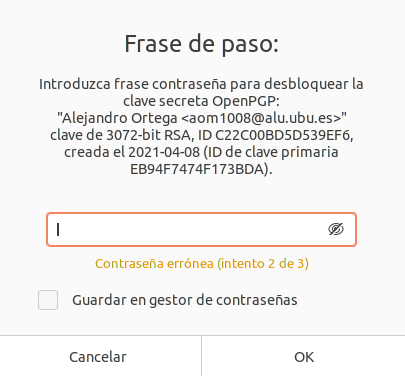 Frase de paso:
Introduzca frase contraseña para desbloquear la
clave secreta OpenPGP:
"Alejandro Ortega <aom1008@alu.ubu.es>"
clave de 3072-bit RSA, ID C22C00BD5D539EF6,
creada el 2021-04-08 (ID de clave primaria
EB94F7474F173BDA).
Contraseña errónea (intento 2 de 3)
Guardar en gestor de contraseñas
Cancelar
OK